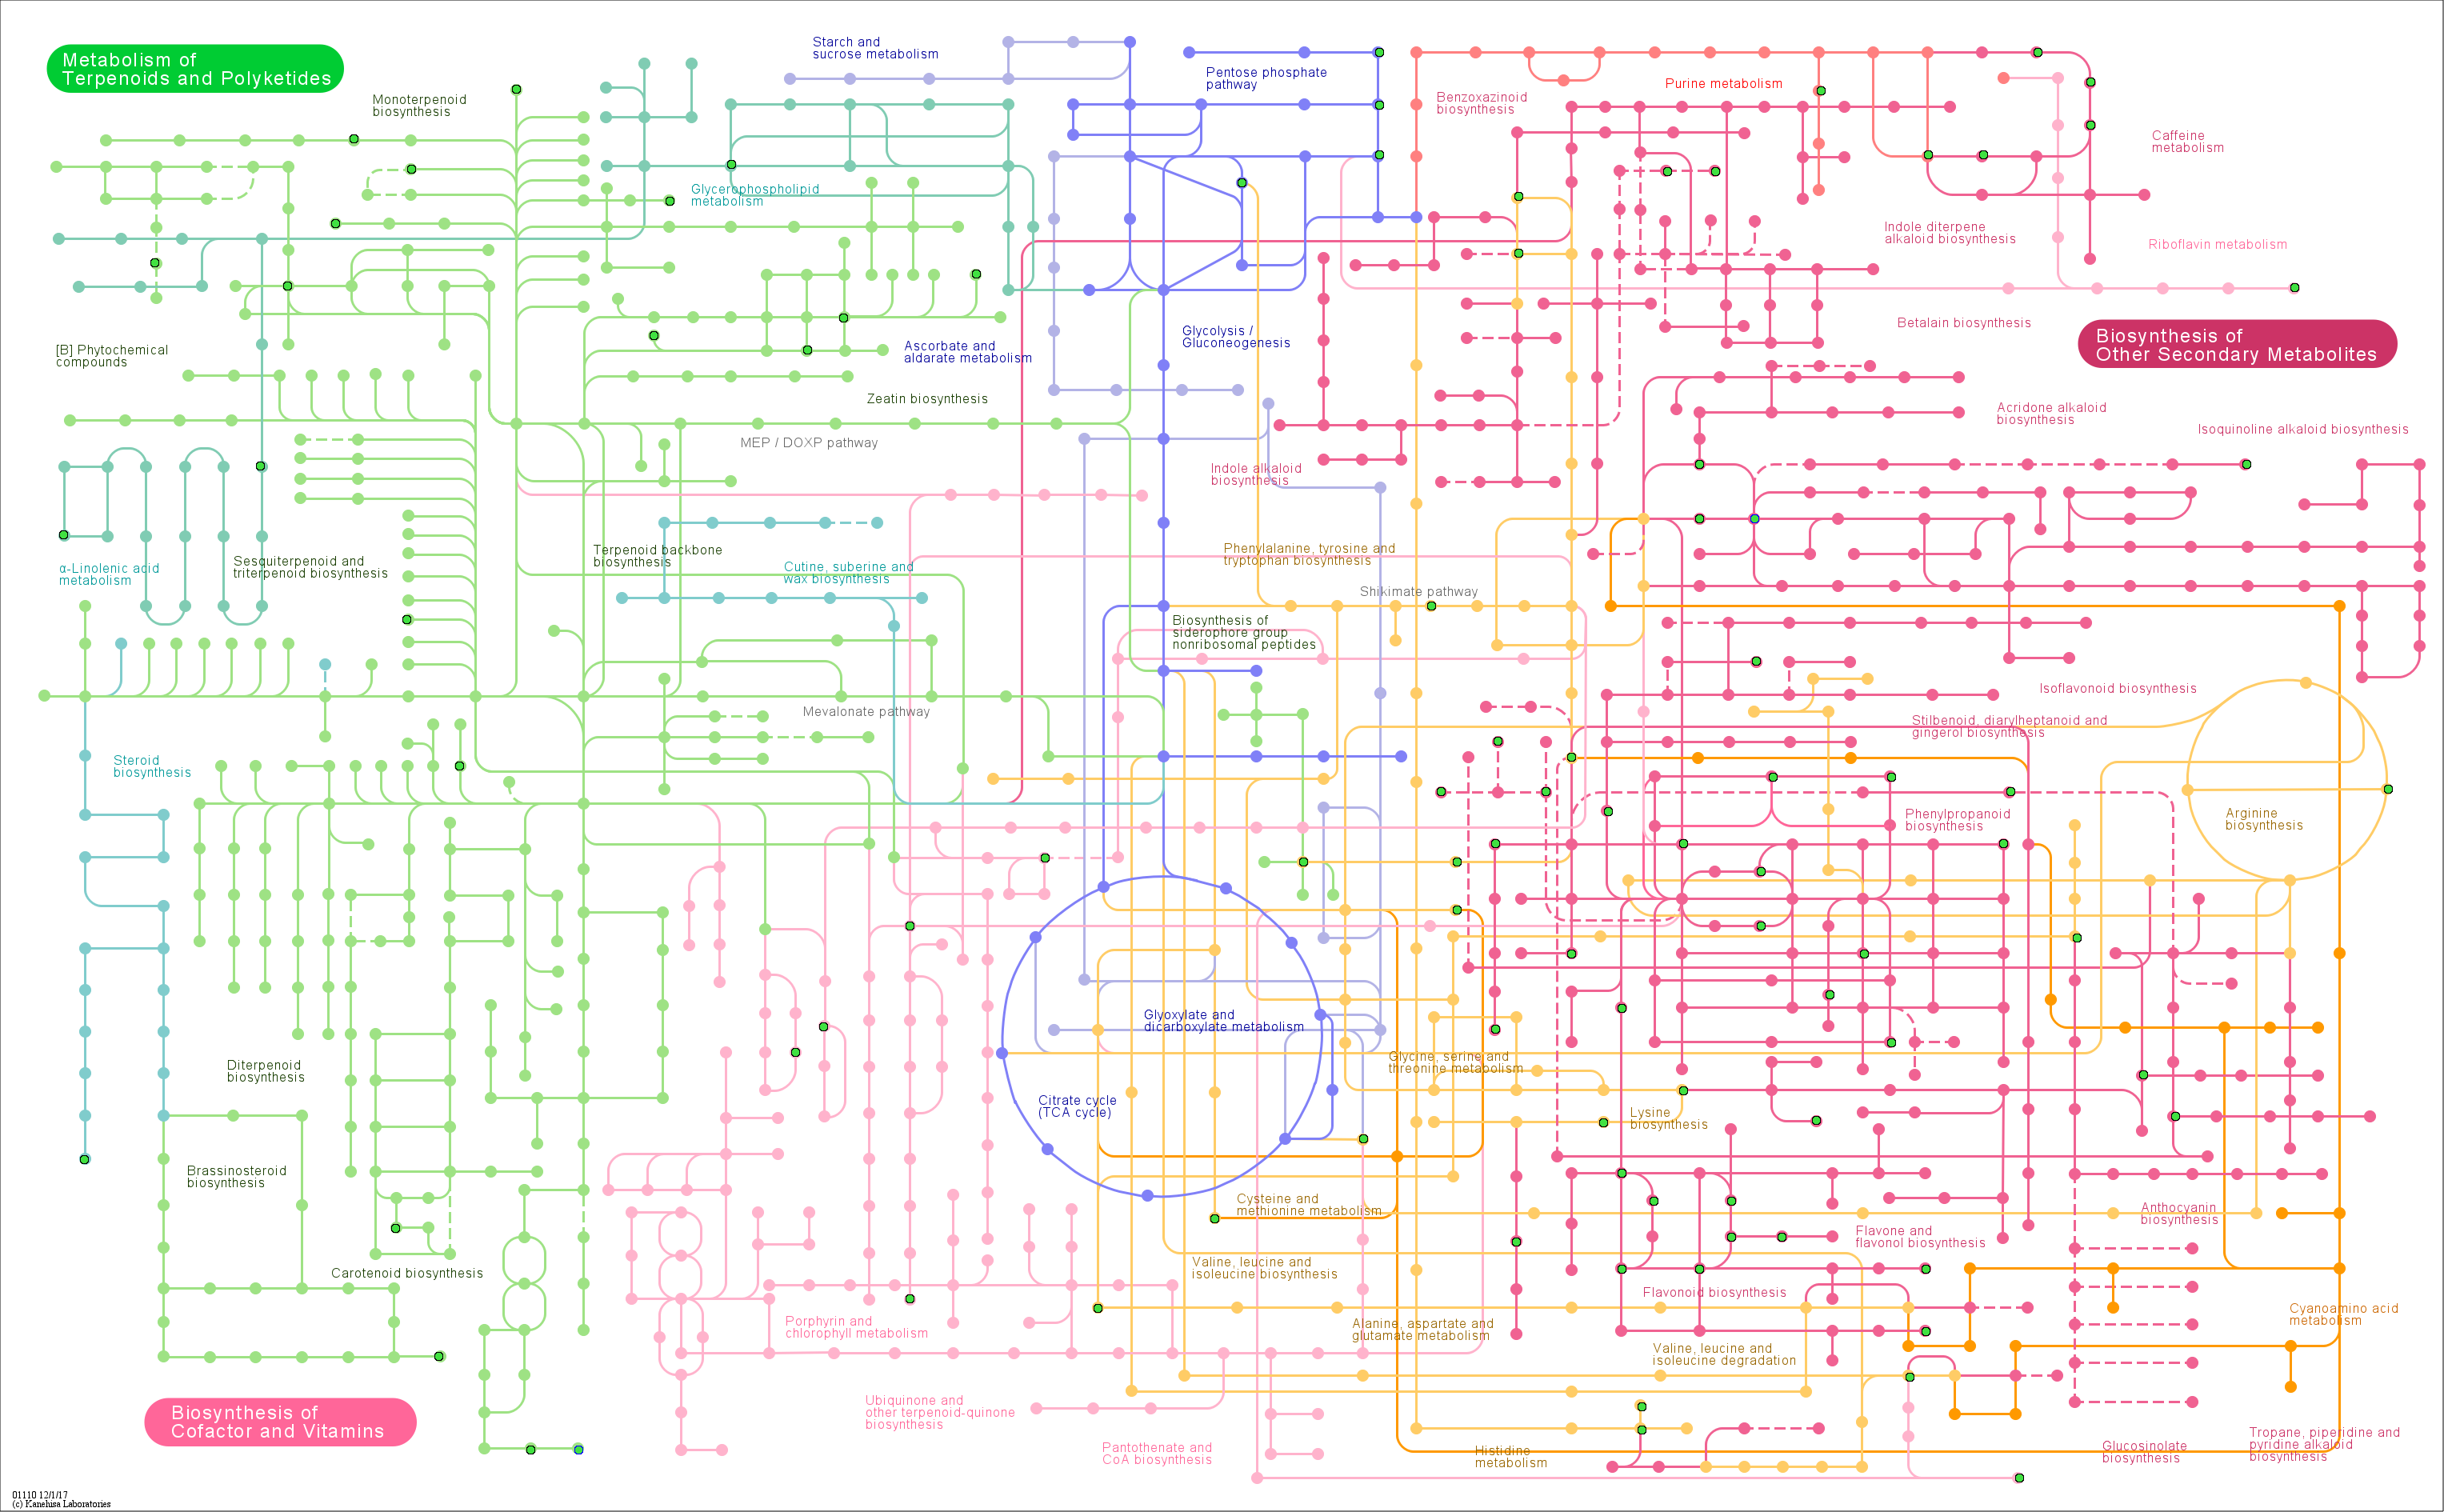 Metabolism of
Terpenoids and Polyketides
Monoterpenoid
biosynthesis
Starch and
sucrose metabolism
Pentose phosphate
pathway
Benzoxazinoid
biosynthesis
Purine metabolism
Caffeine
metabolism
Glycerophospholipid
metabolism
Indole diterpene
alkaloid biosynthesis
Riboflavin metabolism
[B] Phytochemical
compounds
Ascorbate and
aldarate metabolism
Glycolysis /
Gluconeogenesis
Betalain biosynthesis
Biosynthesis of
Other Secondary Metabolites
Zeatin biosynthesis
Acridone alkaloid
biosynthesis
Isoquinoline alkaloid biosynthesis
MEP / DOXP pathway
Indole alkaloid
biosynthesis
α-Linolenic acid
metabolism
Sesquiterpenoid and
triterpenoid biosynthesis
Terpenoid backbone
biosynthesis
Cutine, suberine and
wax biosynthesis
Phenylalanine, tyrosine and
tryptophan biosynthesis
Shikimate pathway
Biosynthesis of
siderophore group
nonribosomal peptides
Isoflavonoid biosynthesis
Mevalonate pathway
Stilbenoid, diarylheptanoid and
gingerol biosynthesis
Steroid
biosynthesis
Phenylpropanoid
biosynthesis
Arginine
biosynthesis
Glyoxylate and
dicarboxylate metabolism
Diterpenoid
biosynthesis
Glycine, serine and
threonine metabolism
Citrate cycle
(TCA cycle)
Lysine
biosynthesis
Brassinosteroid
biosynthesis
Cysteine and
methionine metabolism
Anthocyanin
biosynthesis
Flavone and
flavonol biosynthesis
Carotenoid biosynthesis
Valine, leucine and
isoleucine biosynthesis
Flavonoid biosynthesis
Porphyrin and
chlorophyll metabolism
Alanine, aspartate and
glutamate metabolism
Cyanoamino acid
metabolism
Valine, leucine and
isoleucine degradation
Biosynthesis of
Cofactor and Vitamins
Ubiquinone and
other terpenoid-quinone
biosynthesis
Pantothenate and
CoA biosynthesis
Histidine
metabolism
Glucosinolate
biosynthesis
Tropane, piperidine and
pyridine alkaloid
biosynthesis
01110 12/1/17
(c) Kanehisa Laboratories